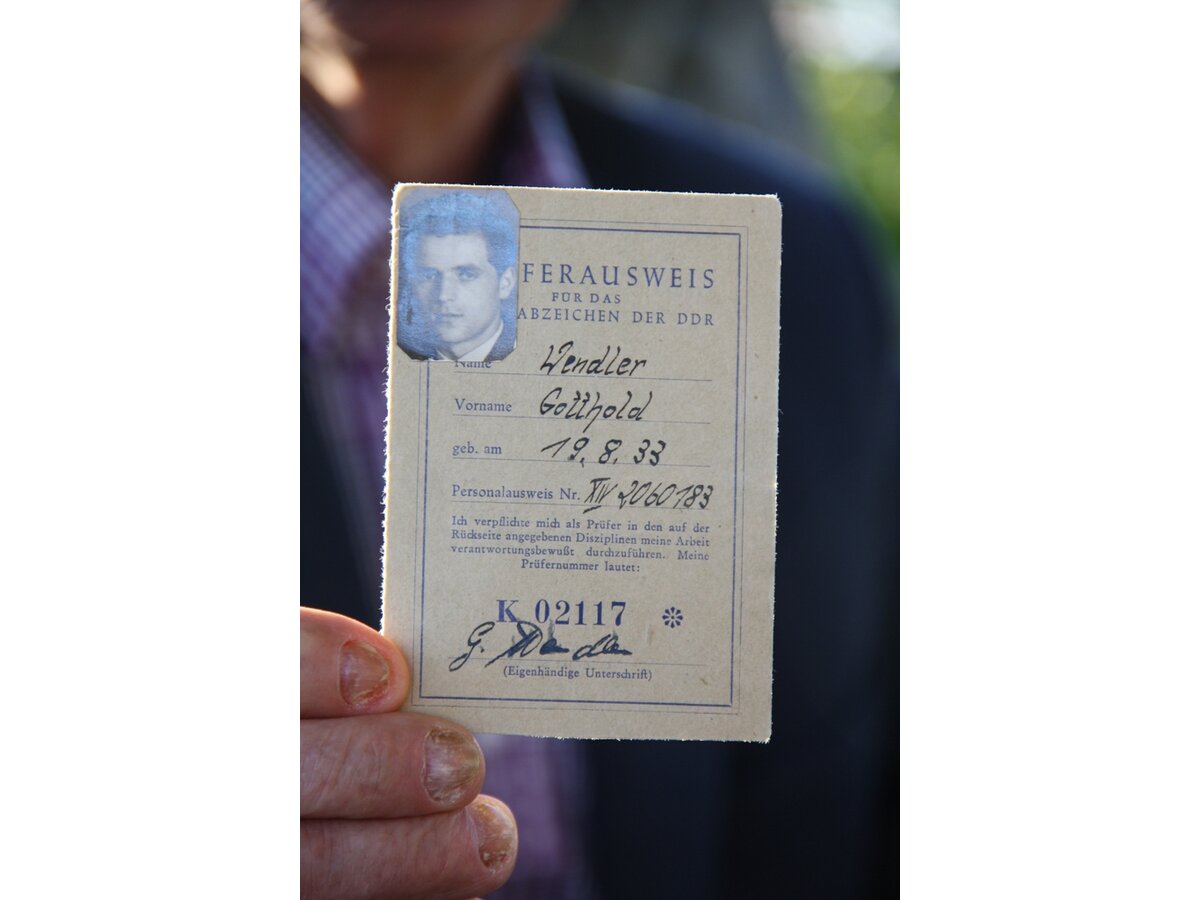 FERAUSWEIS
FÜR DAS
ABZEICHEN DER DDR
Name Wendler
Vorname Gotthold
geb. am 19. 8. 33
Personalausweis Nr. XIV 2060183
Ich verpflichte mich als Prüfer in den auf der
Rückseite angegebenen Disziplinen meine Arbeit
verantwortungsbewußt durchzuführen. Meine
Prüfernummer lautet:
K 02117
G. Wendler
(Eigenhändige Unterschrift)